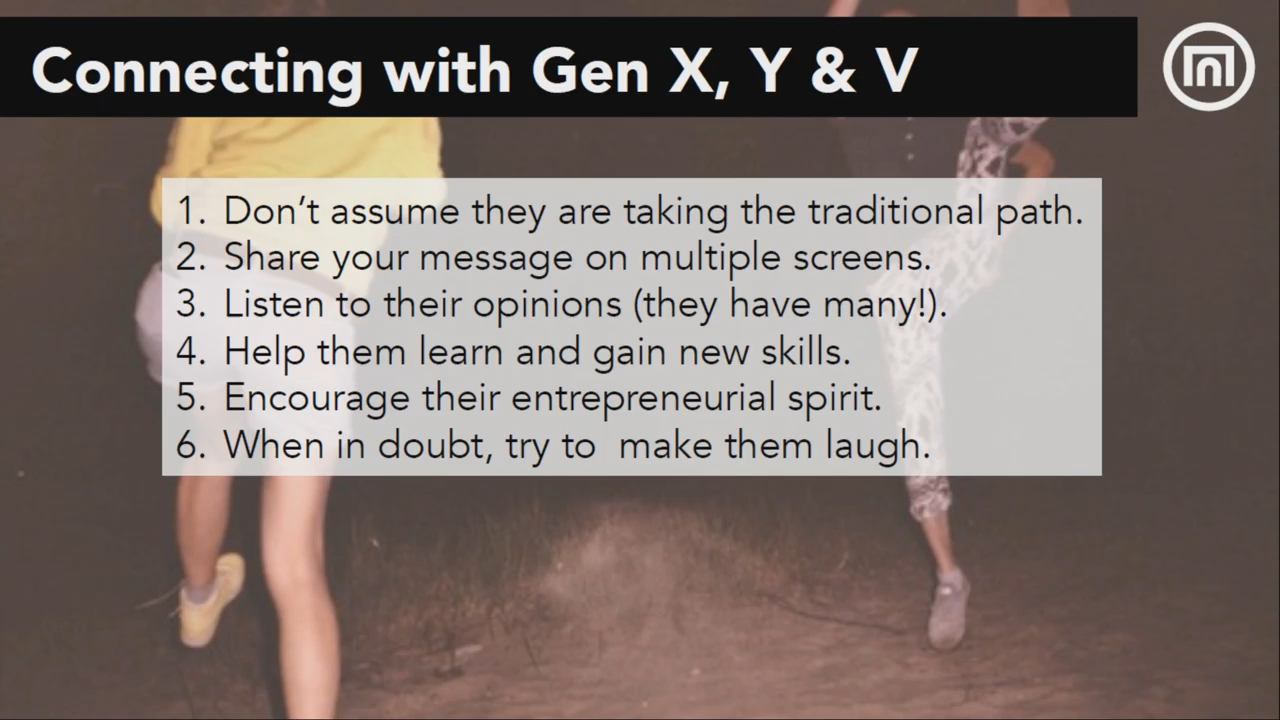 Connecting with Gen X, Y & V
1. Don't assume they are taking the traditional path.
2. Share your message on multiple screens.
3. Listen to their opinions (they have many!).
4. Help them learn and gain new skills.
5. Encourage their entrepreneurial spirit.
6. When in doubt, try to  make them laugh.